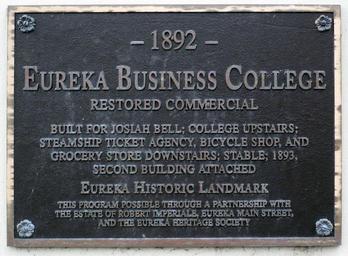 – 1892 –
EUREKA BUSINESS COLLEGE
RESTORED COMMERCIAL
BUILT FOR JOSIAH BELL; COLLEGE UPSTAIRS;
STEAMSHIP TICKET AGENCY, BICYCLE SHOP, AND
GROCERY STORE DOWNSTAIRS; STABLE; 1893,
SECOND BUILDING ATTACHED
EUREKA HISTORIC LANDMARK
THIS PROGRAM POSSIBLE THROUGH A PARTNERSHIP WITH
THE ESTATE OF ROBERT IMPERIALE, EUREKA MAIN STREET,
AND THE EUREKA HERITAGE SOCIETY